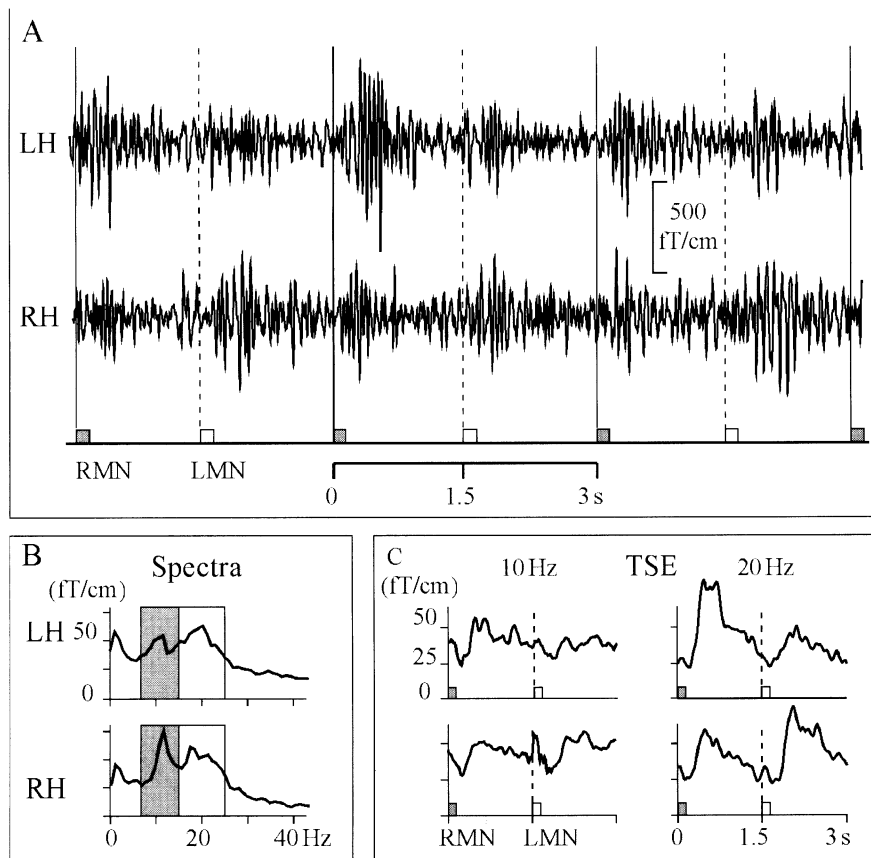 A
LH
500
fT/cm
RH
RMN LMN
0 1.5 3 s
B
Spectra
(fT/cm)
LH
50
0
RH
0 20 40 Hz
C
10 Hz TSE 20 Hz
(fT/cm)
50
25
0
RMN LMN
0 1.5 3 s